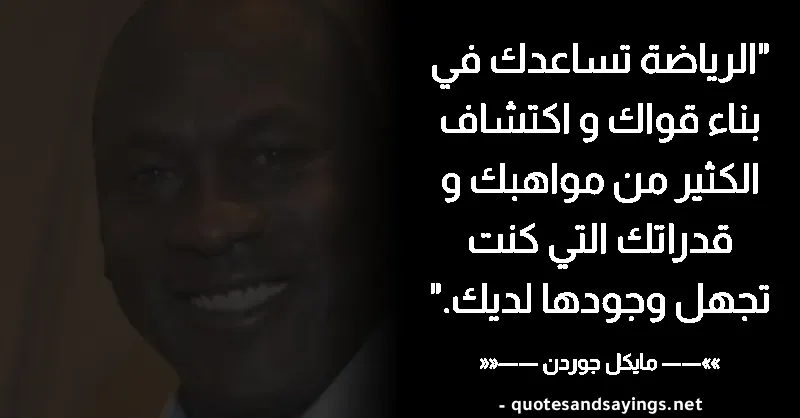 "الرياضة تساعدك في
بناء قواك و اكتشاف
الكثير من مواهبك و
قدراتك التي كنت
تجهل وجودها لديك."
««—— مايكل جوردن ——»»
- quotesandsayings.net